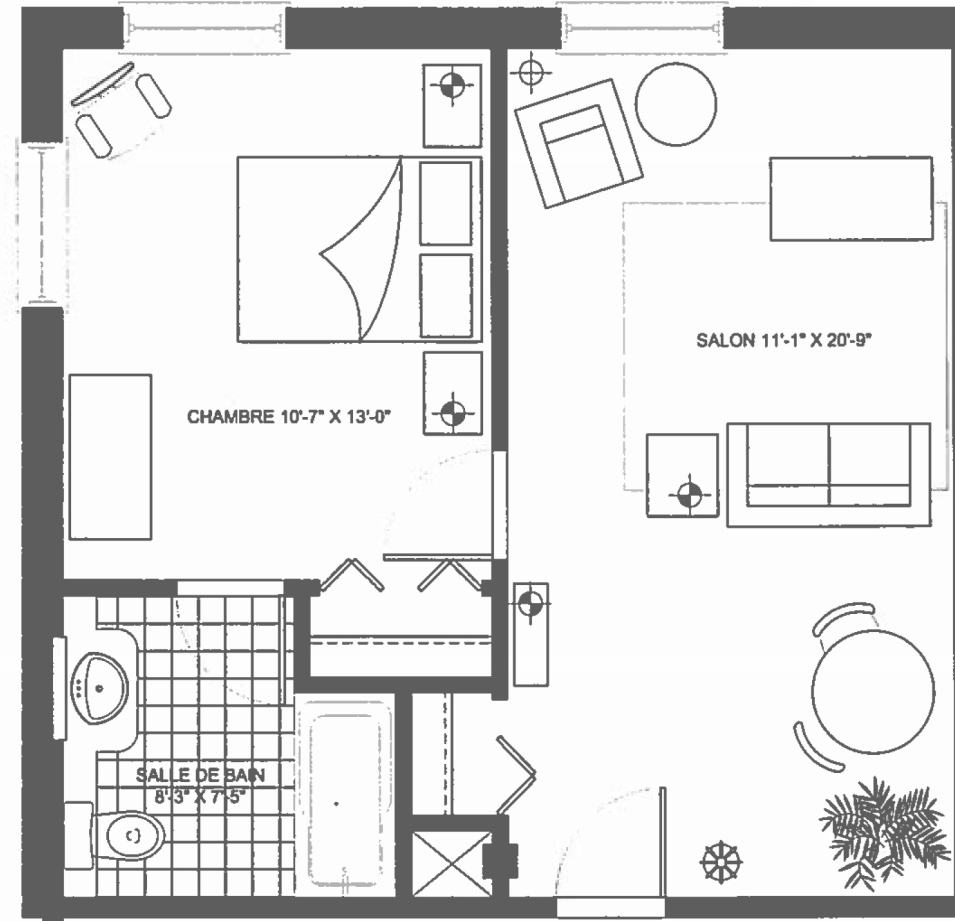 SALON 11'-1" X 20'-9"
CHAMBRE 10'-7" X 13'-0"
SALLE DE BAIN
8'-3" X 7'-5"